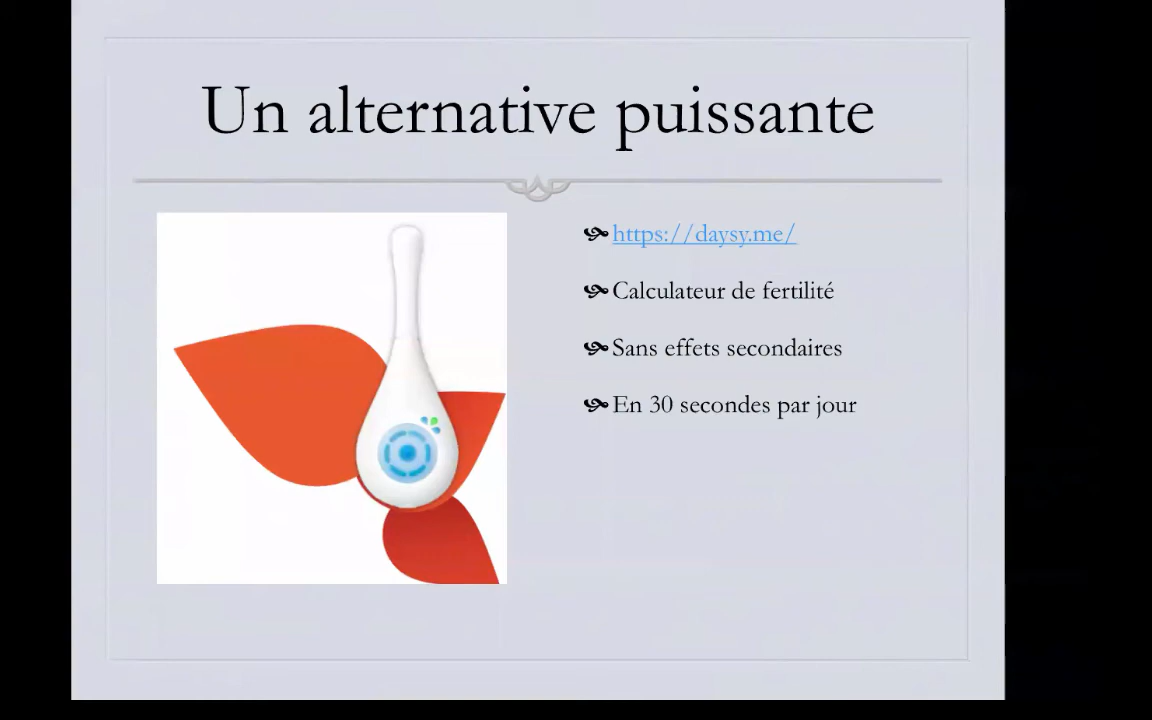 Un alternative puissante
https://daysy.me/
Calculateur de fertilité
Sans effets secondaires
En 30 secondes par jour